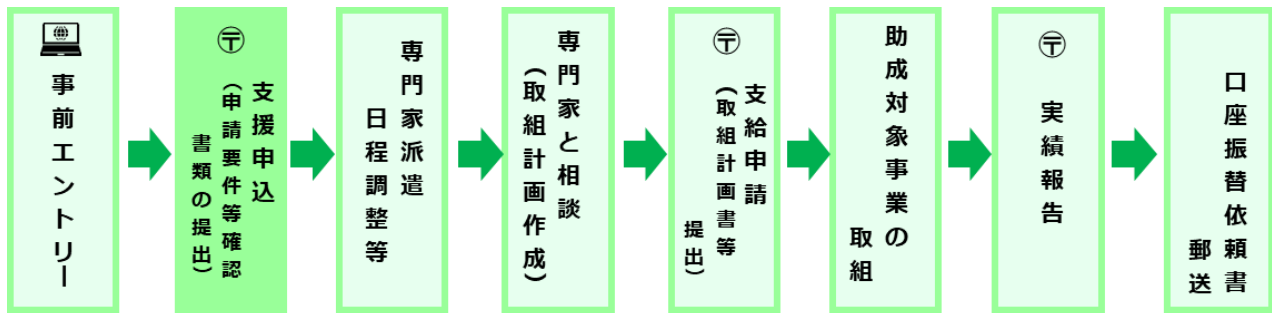 事前エントリー
〒
支援申込
（申請要件等確認
書類の提出）
専門家派遣
日程調整等
専門家と相談
（取組計画作成）
〒
支給申請
（取組計画書等
提出）
助成対象事業の
取組
〒
実績報告
口座振替依頼書
郵送